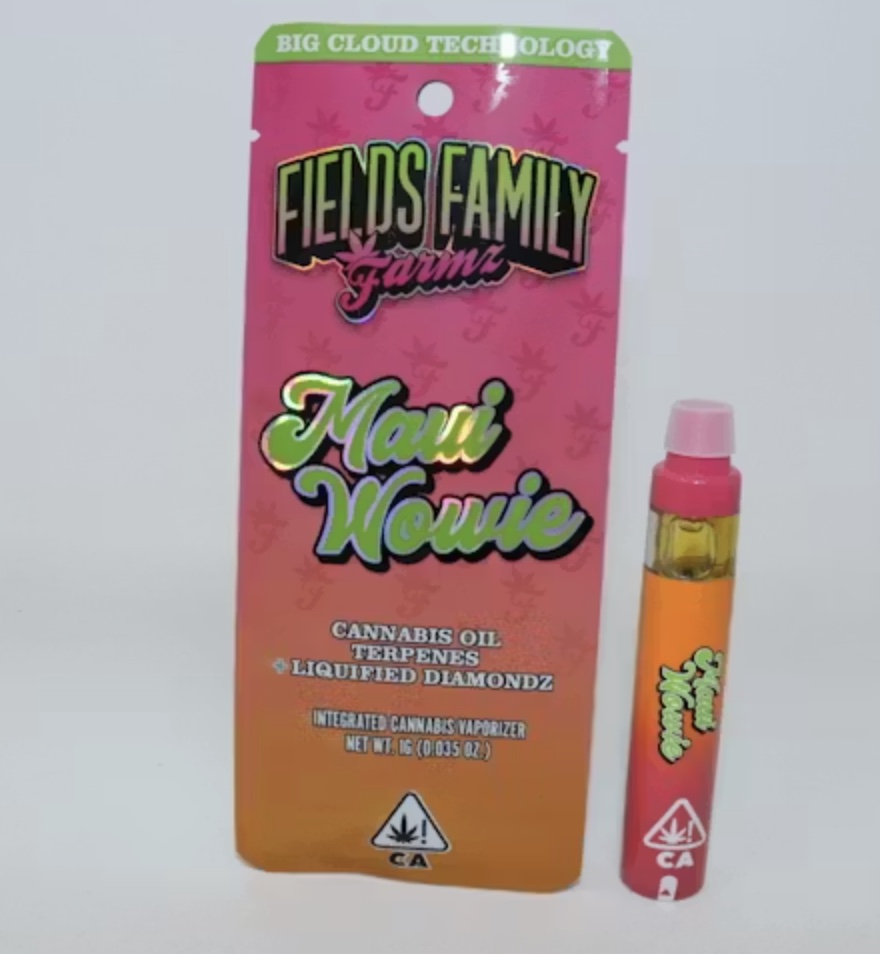 BIG CLOUD TECHNOLOGY
FIELDS FAMILY
Farmz
Maui
Wowie
CANNABIS OIL
TERPENES
+ LIQUIFIED DIAMONDZ
INTEGRATED CANNABIS VAPORIZER
NET WT. 1G (0.035 OZ.)
!
CA
Maui
Wowie
!
CA